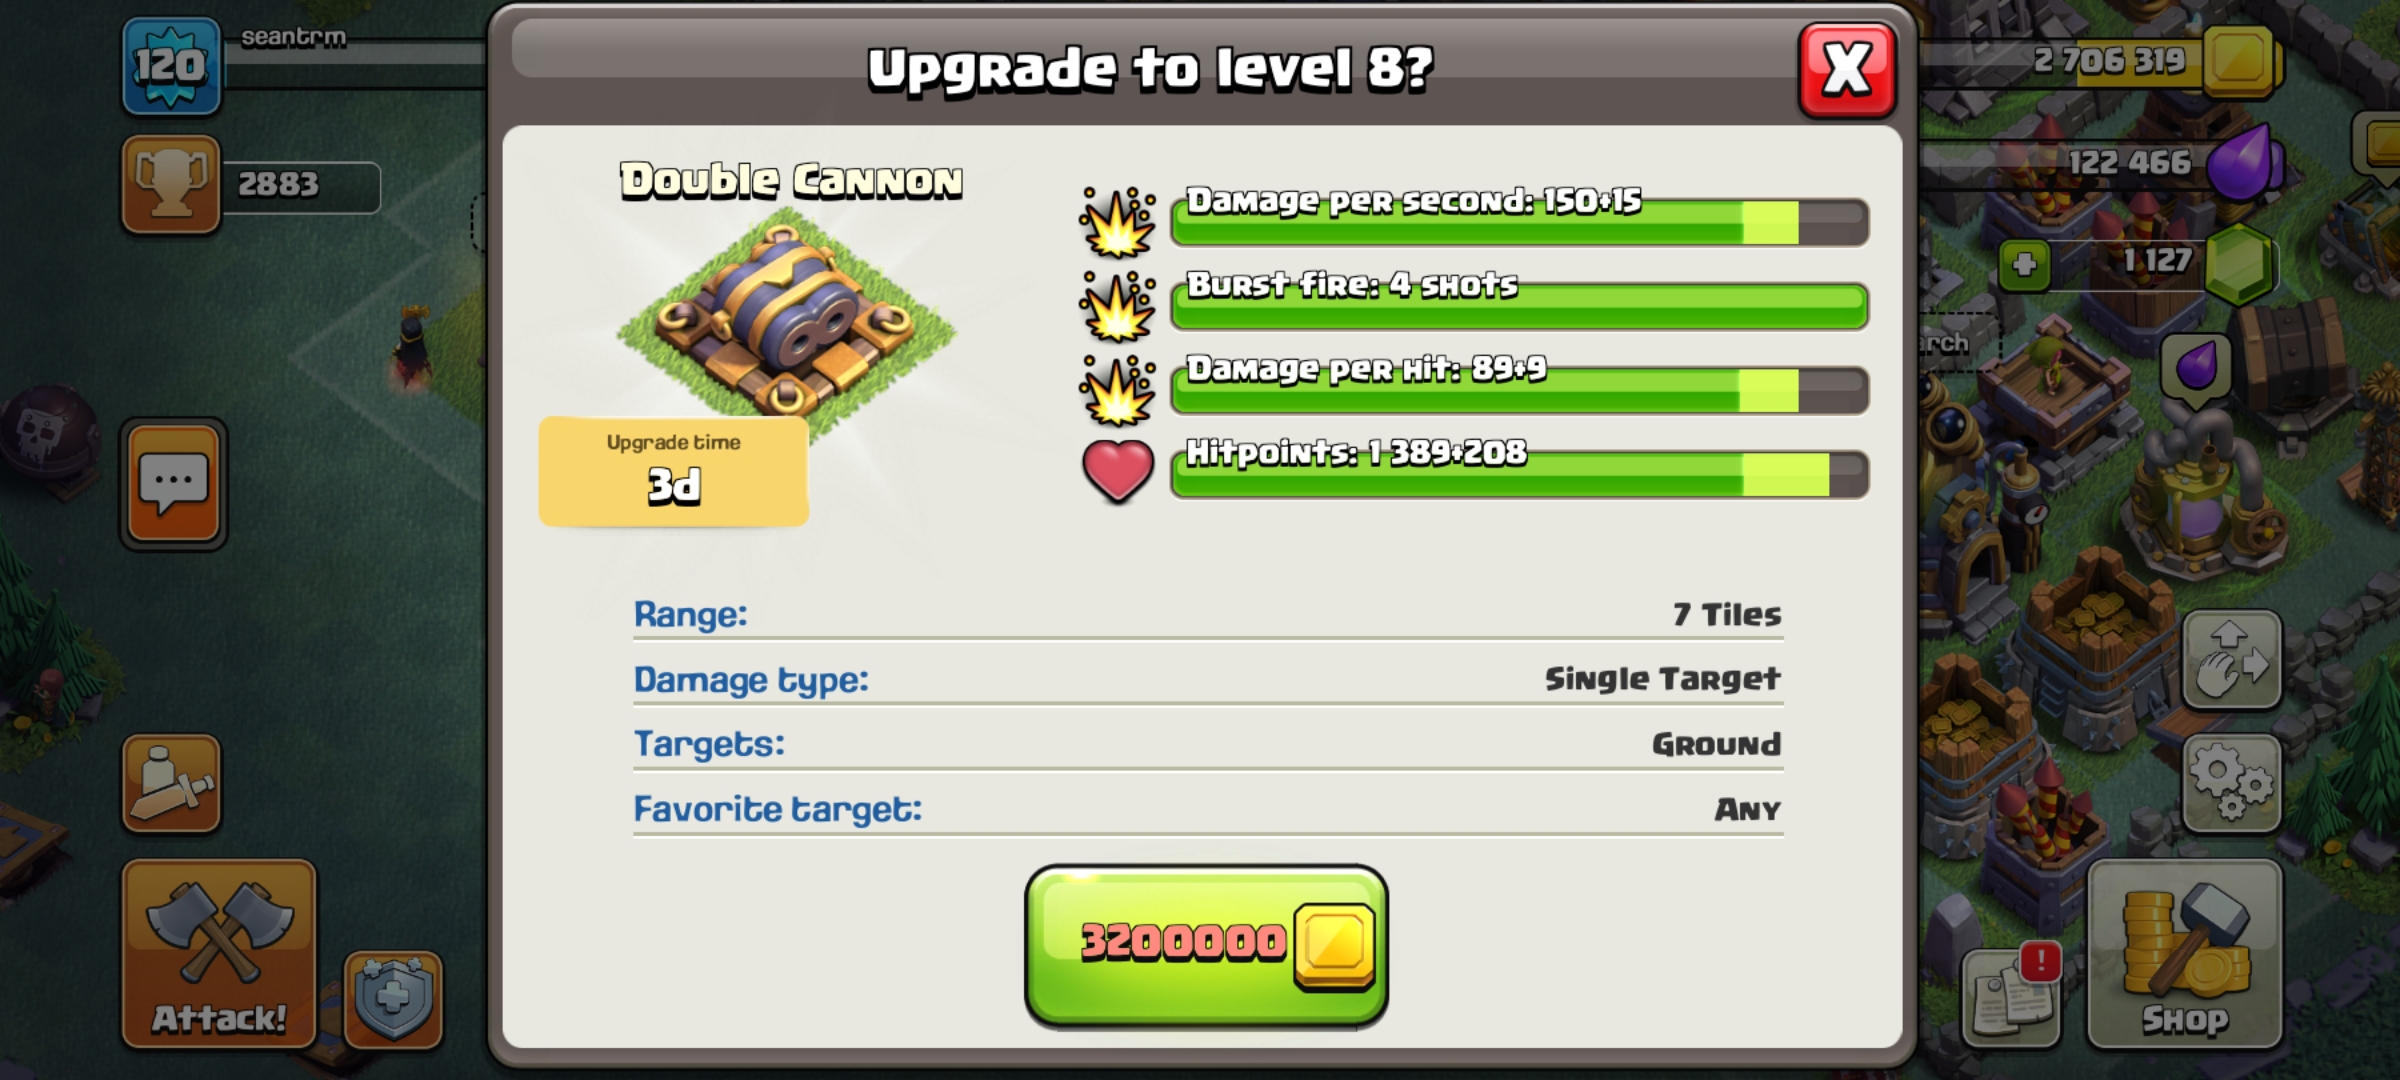 120
seantrm
2883
Upgrade to level 8?
X
2 706 319
122 466
1 127
Double Cannon
Upgrade time
3d
Damage per second: 150+15
Burst fire: 4 shots
Damage per hit: 89+9
Hitpoints: 1 389+208
Range: 7 Tiles
Damage type: Single Target
Targets: Ground
Favorite target: Any
3200000
Attack!
!
Shop